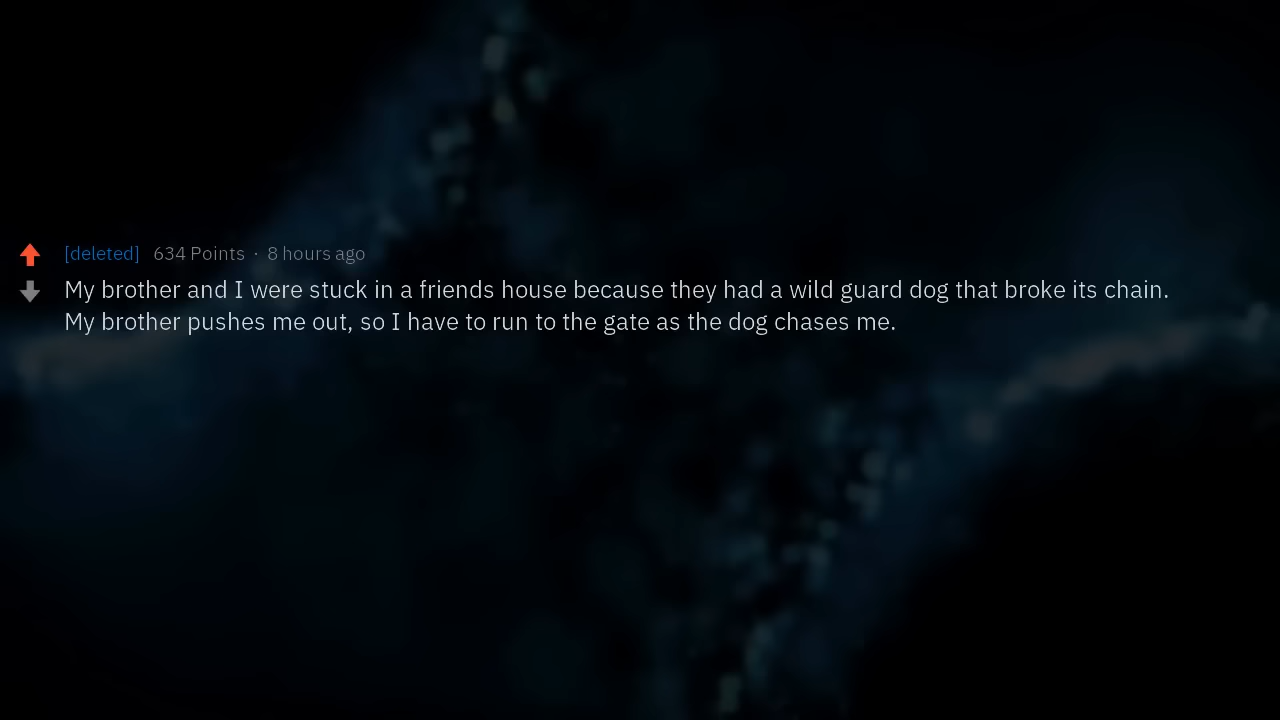 [deleted] 634 Points · 8 hours ago
My brother and I were stuck in a friends house because they had a wild guard dog that broke its chain.
My brother pushes me out, so I have to run to the gate as the dog chases me.